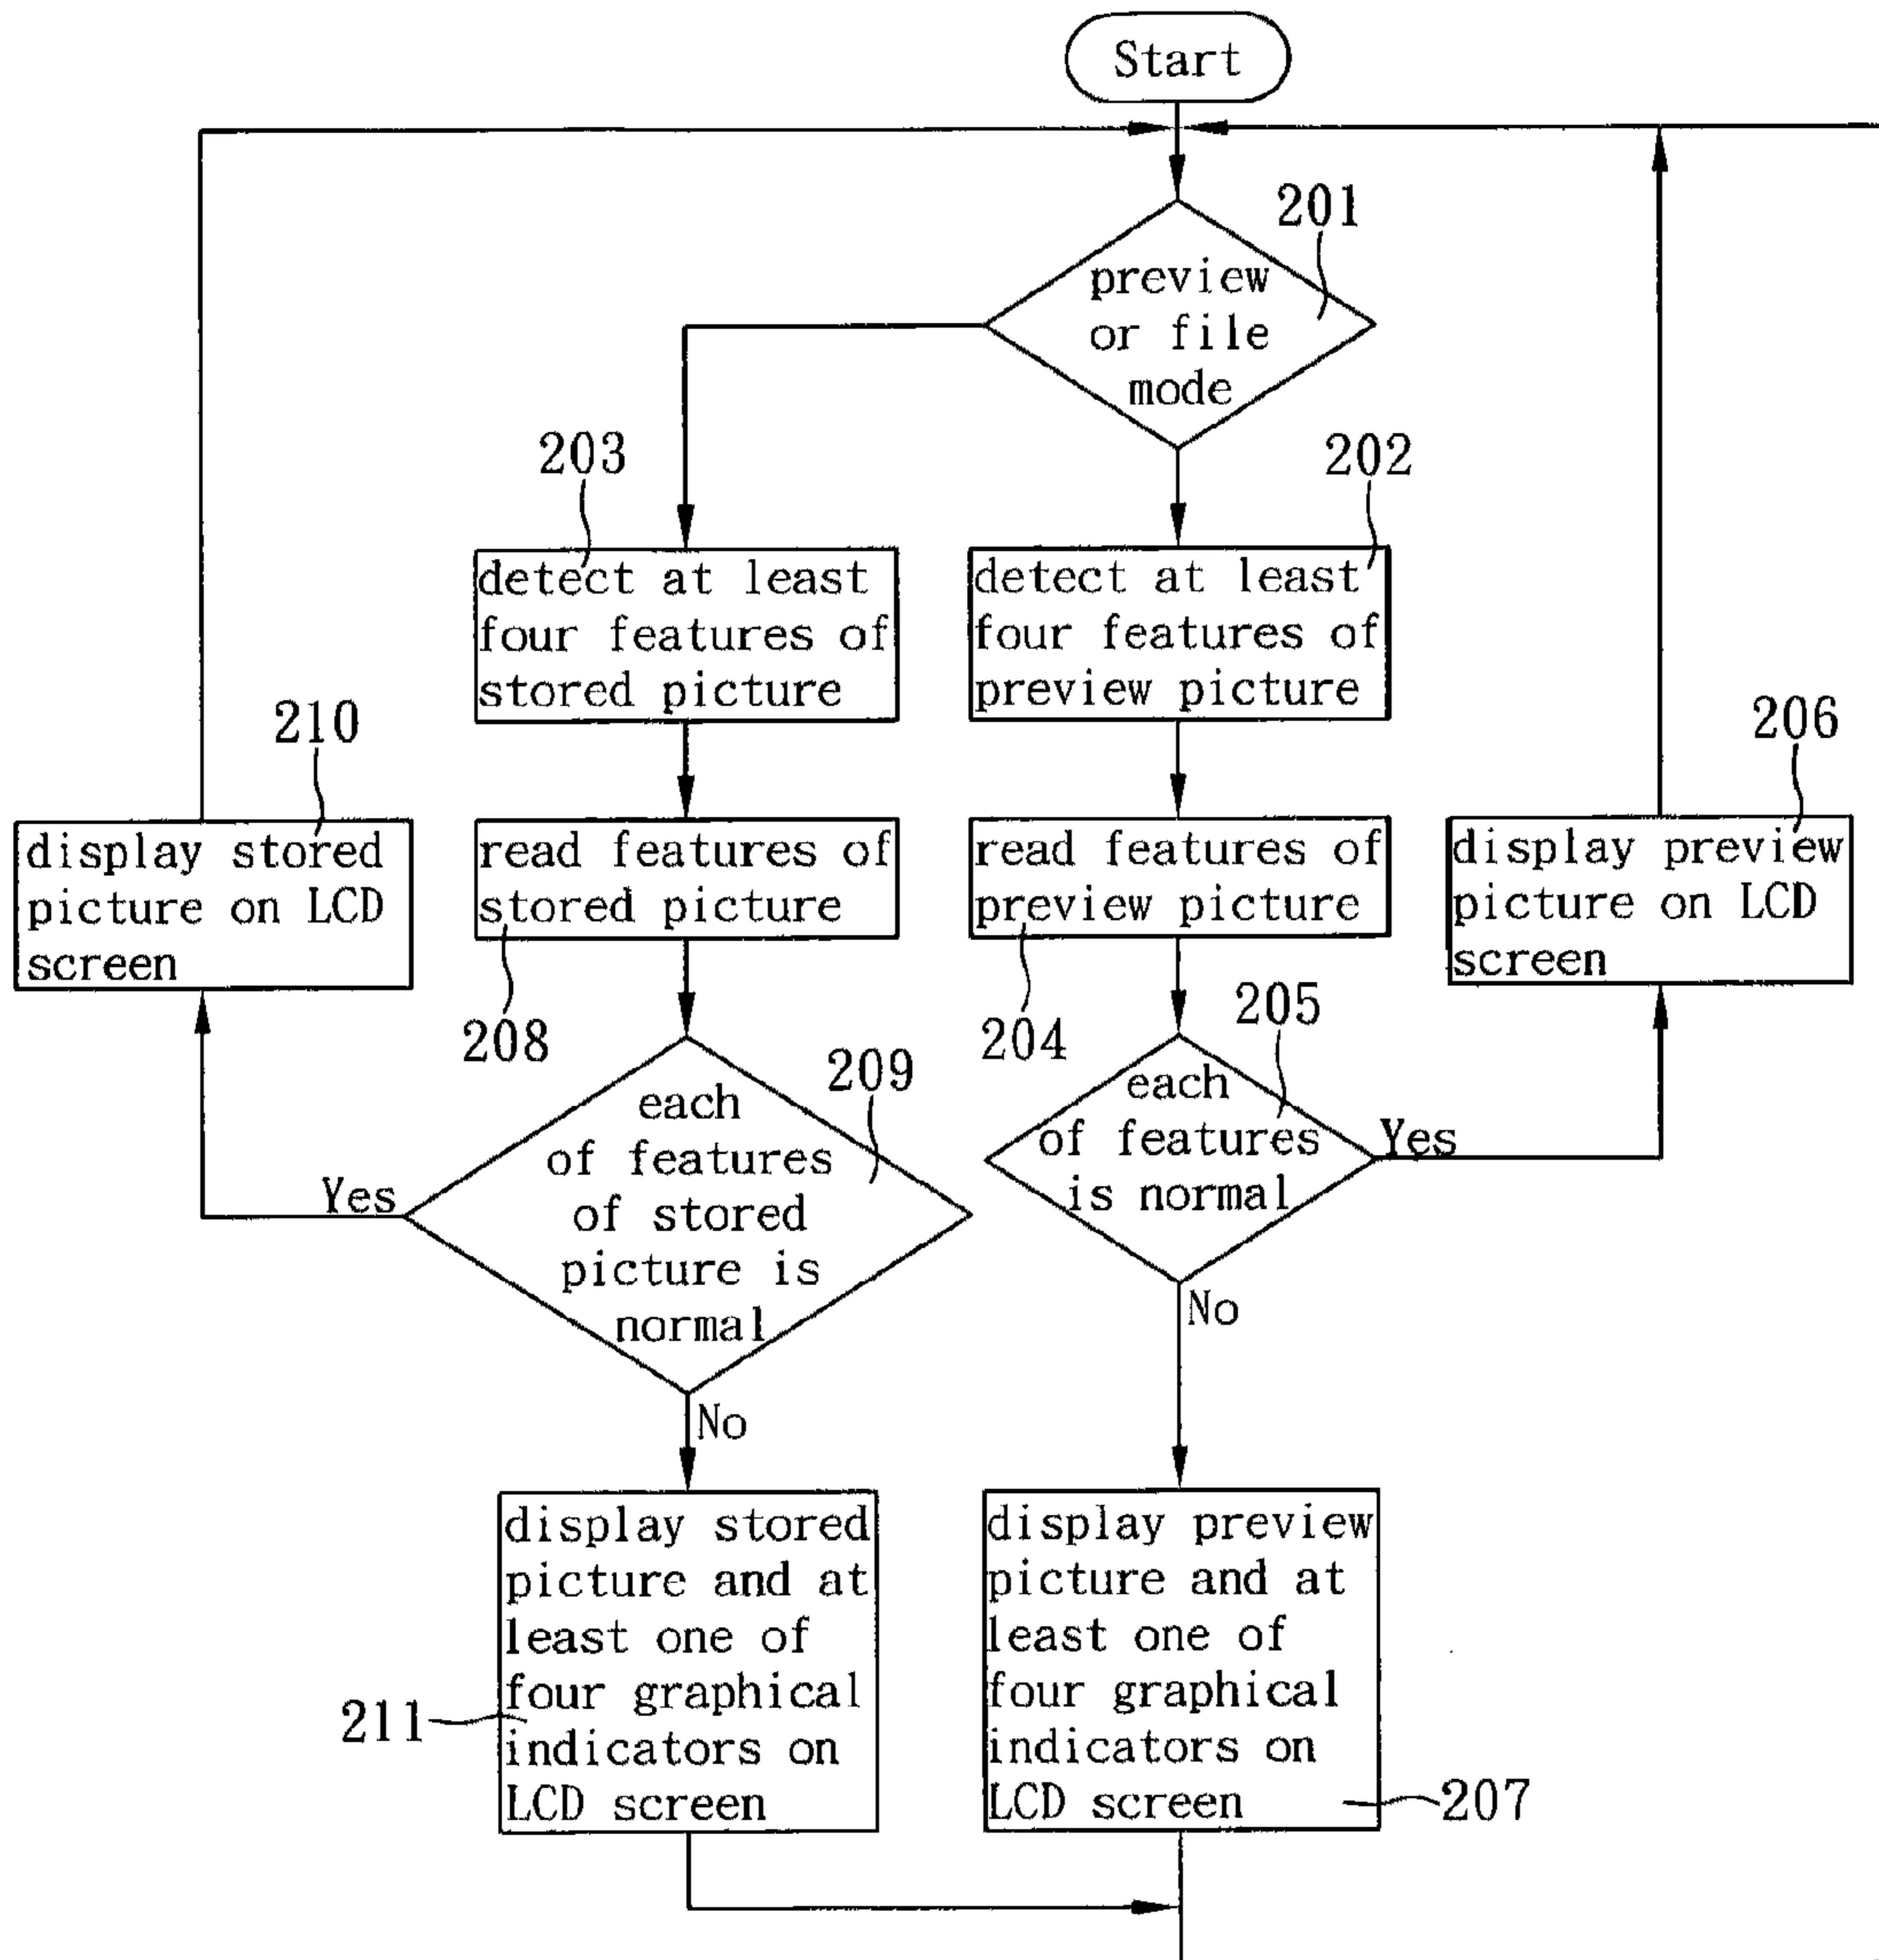 Start
201
preview
or file
mode
203
202
detect at least
four features of
stored picture
detect at least
four features of
preview picture
210
206
display stored
picture on LCD
screen
read features of
stored picture
read features of
preview picture
display preview
picture on LCD
screen
208
204
205
209
each
of features
of stored
picture is
normal
Yes
each
of features
is normal
Yes
No
No
display stored
picture and at
least one of
four graphical
indicators on
LCD screen
211
display preview
picture and at
least one of
four graphical
indicators on
LCD screen
207